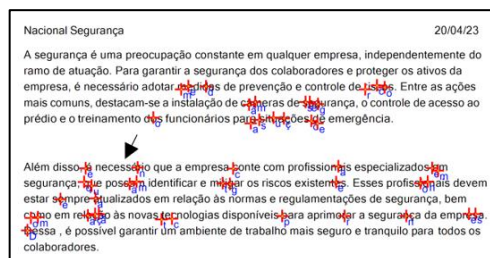 Nacional Segurança 20/04/23
A segurança é uma preocupação constante em qualquer empresa, independentemente do
ramo de atuação. Para garantir a segurança dos colaboradores e proteger os ativos da
empresa, é necessário adotar medidas de prevenção e controle de Entre as ações
mais comuns, destacam-se a instalação de câmeras de segurança, o controle de acesso ao
prédio e o treinamento dos funcionários para situações de emergência.
Além disso, é necessário que a empresa conte com profissionais especializados em
segurança, que possam identificar e mitigar os riscos existentes. Esses profissionais devem
estar sempre atualizados em relação às normas e regulamentações de segurança, bem
como em relação às novas tecnologias disponíveis para aprimorar a segurança da empresa.
Dessa , é possível garantir um ambiente de trabalho mais seguro e tranquilo para todos os
colaboradores.